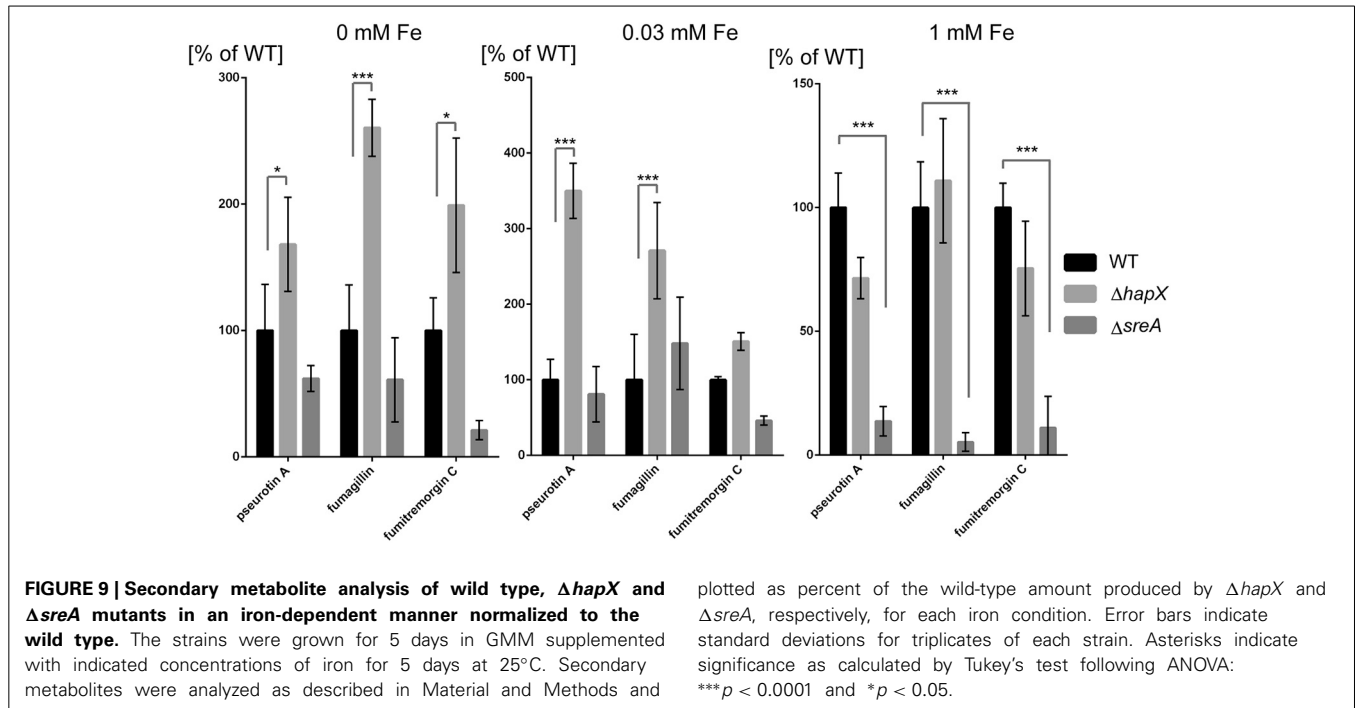 0 mM Fe
[% of WT]
300
200
100
0
***
*
*
pseurotin A
fumagillin
fumitremorgin C
0.03 mM Fe
[% of WT]
500
400
300
200
100
0
***
***
pseurotin A
fumagillin
fumitremorgin C
1 mM Fe
[% of WT]
150
100
50
0
***
***
***
pseurotin A
fumagillin
fumitremorgin C
WT
ΔhapX
ΔsreA
FIGURE 9 | Secondary metabolite analysis of wild type, ΔhapX and
ΔsreA mutants in an iron-dependent manner normalized to the
wild type. The strains were grown for 5 days in GMM supplemented
with indicated concentrations of iron for 5 days at 25°C. Secondary
metabolites were analyzed as described in Material and Methods and
plotted as percent of the wild-type amount produced by ΔhapX and
ΔsreA, respectively, for each iron condition. Error bars indicate
standard deviations for triplicates of each strain. Asterisks indicate
significance as calculated by Tukey's test following ANOVA:
***p < 0.0001 and *p < 0.05.